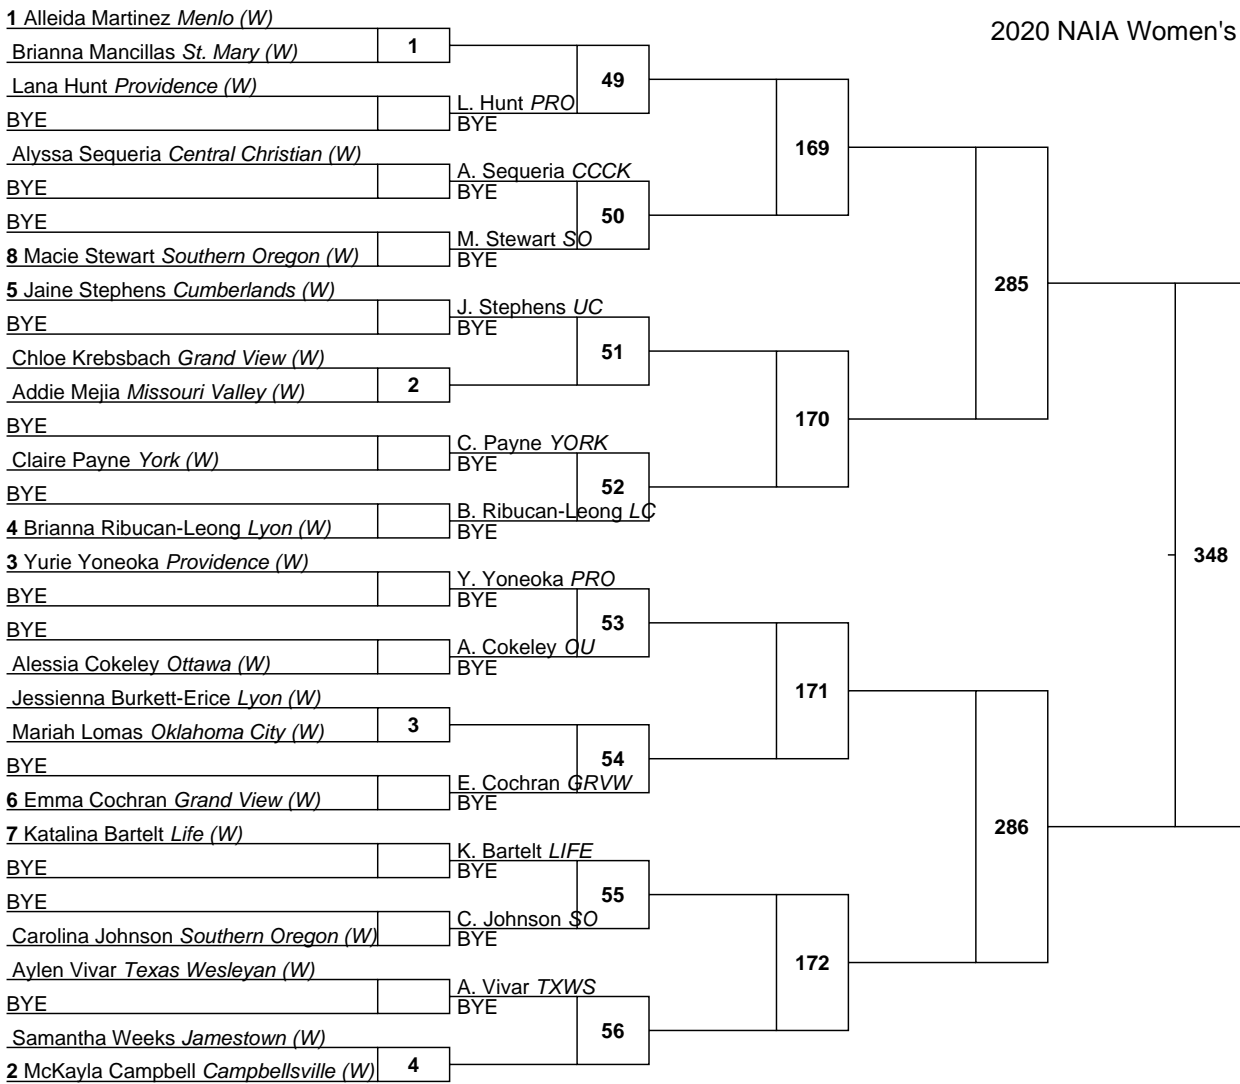 2020 NAIA Women's
1 Alleida Martinez Menlo (W)
Brianna Mancillas St. Mary (W)
Lana Hunt Providence (W)
BYE
Alyssa Sequeria Central Christian (W)
BYE
BYE
8 Macie Stewart Southern Oregon (W)
5 Jaine Stephens Cumberlands (W)
BYE
Chloe Krebsbach Grand View (W)
Addie Mejia Missouri Valley (W)
BYE
Claire Payne York (W)
BYE
4 Brianna Ribucan-Leong Lyon (W)
3 Yurie Yoneoka Providence (W)
BYE
BYE
Alessia Cokeley Ottawa (W)
Jessienna Burkett-Erice Lyon (W)
Mariah Lomas Oklahoma City (W)
BYE
6 Emma Cochran Grand View (W)
7 Katalina Bartelt Life (W)
BYE
BYE
Carolina Johnson Southern Oregon (W)
Aylen Vivar Texas Wesleyan (W)
BYE
Samantha Weeks Jamestown (W)
2 McKayla Campbell Campbellsville (W)
1
2
3
4
L. Hunt PRO
BYE
A. Sequeria CCCK
BYE
M. Stewart SO
BYE
J. Stephens UC
BYE
C. Payne YORK
BYE
B. Ribucan-Leong LC
BYE
Y. Yoneoka PRO
BYE
A. Cokeley OU
BYE
E. Cochran GRVW
BYE
K. Bartelt LIFE
BYE
C. Johnson SO
BYE
A. Vivar TXWS
BYE
49
50
51
52
53
54
55
56
169
170
171
172
285
286
348